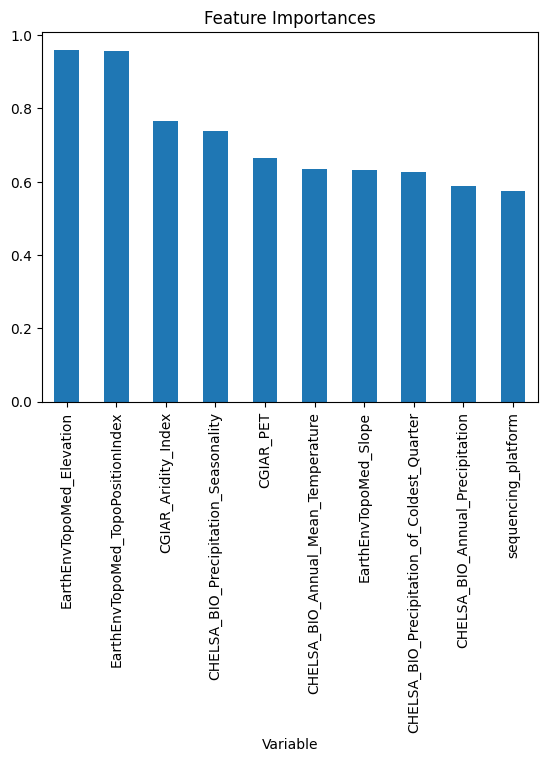 Feature Importances
1.0
0.8
0.6
0.4
0.2
0.0
EarthEnvTopoMed_Elevation
EarthEnvTopoMed_TopoPositionIndex
CGIAR_Aridity_Index
CHELSA_BIO_Precipitation_Seasonality
CGIAR_PET
CHELSA_BIO_Annual_Mean_Temperature
EarthEnvTopoMed_Slope
CHELSA_BIO_Precipitation_of_Coldest_Quarter
CHELSA_BIO_Annual_Precipitation
sequencing_platform
Variable